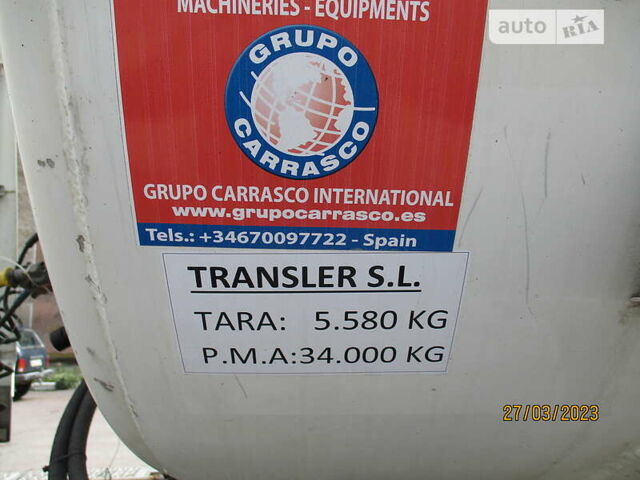 MACHINERIES - EQUIPMENTS
auto RIA
GRUPO
CARRASCO
GRUPO CARRASCO INTERNATIONAL
www.grupocarrasco.es
Tels.: +34670097722 - Spain
TRANSLER S.L.
TARA: 5.580 KG
P.M.A:34.000 KG
27/03/2023